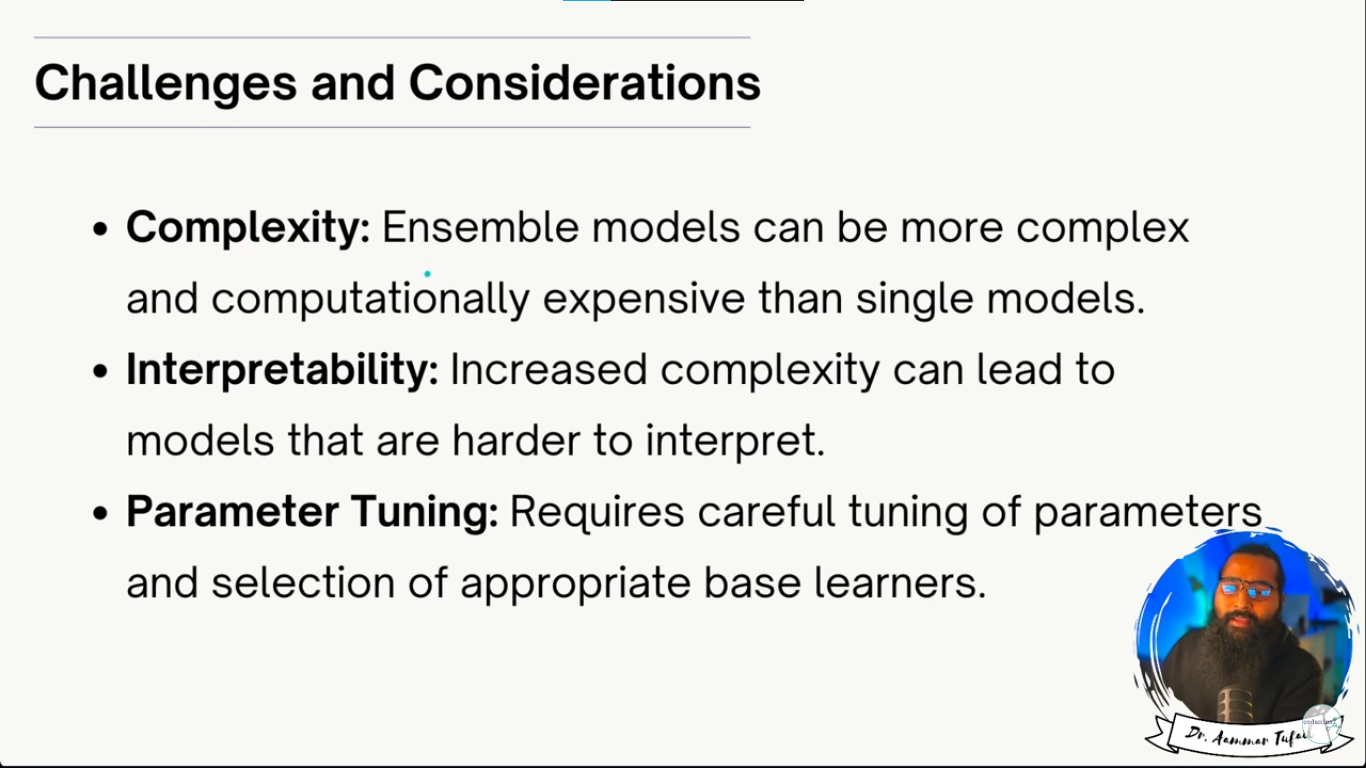 Challenges and Considerations
• Complexity: Ensemble models can be more complex
and computationally expensive than single models.
• Interpretability: Increased complexity can lead to
models that are harder to interpret.
• Parameter Tuning: Requires careful tuning of parameters
and selection of appropriate base learners.
Dr. Aammar